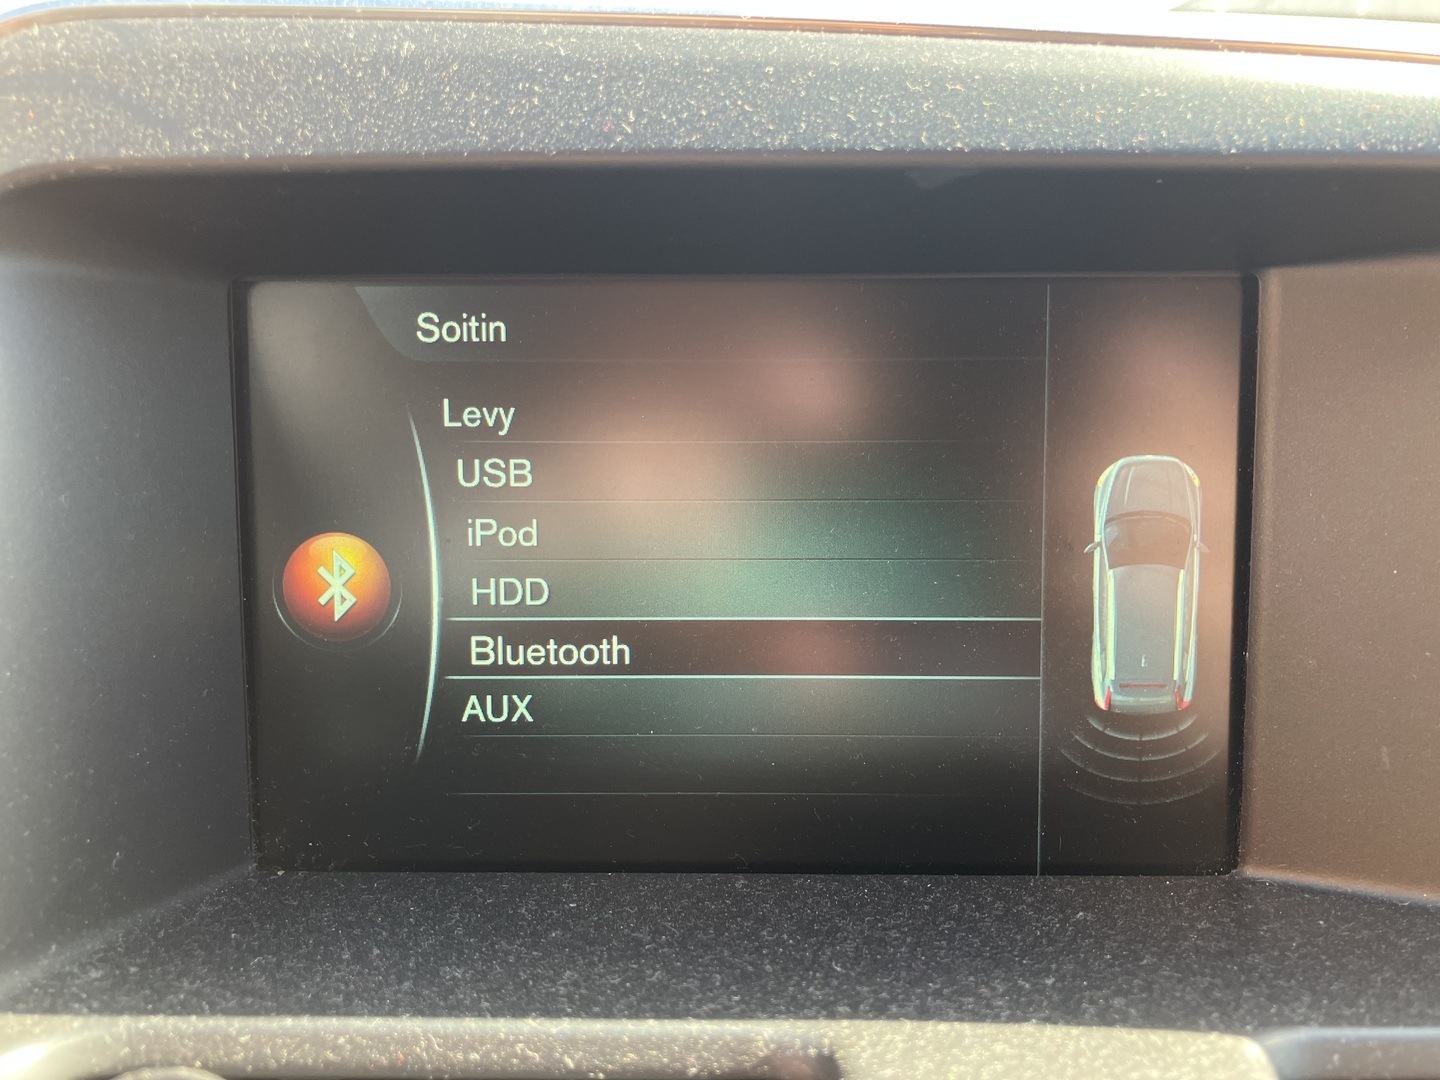 Soitin
Levy
USB
iPod
HDD
Bluetooth
AUX